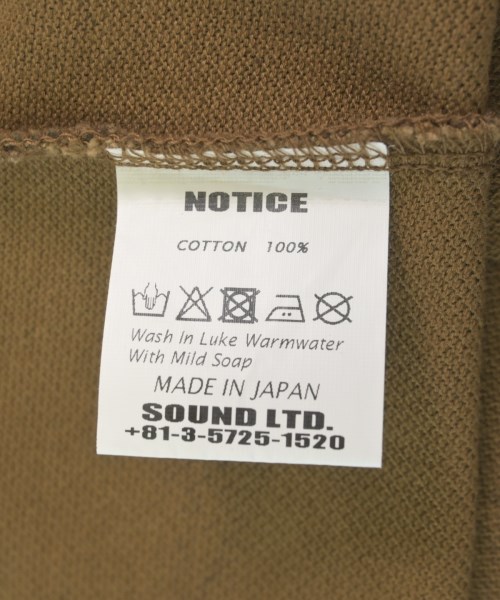 NOTICE
COTTON 100%
Wash In Luke Warmwater
With Mild Soap
MADE IN JAPAN
SOUND LTD.
+81-3-5725-1520